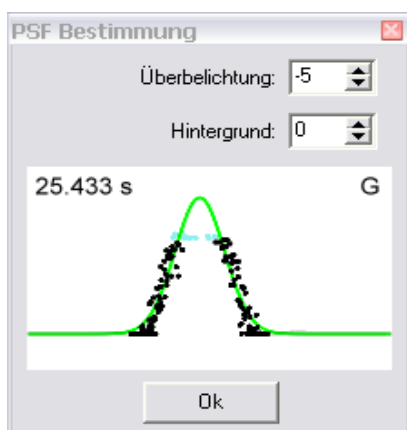 PSF Bestimmung
Überbelichtung: -5
Hintergrund: 0
25.433 s G
Ok